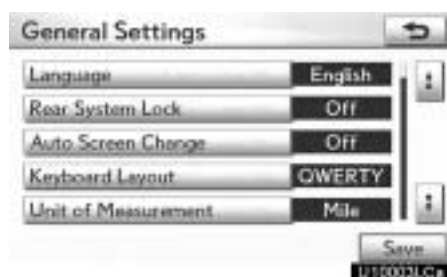 General Settings
Language English
Rear System Lock Off
Auto Screen Change Off
Keyboard Layout QWERTY
Unit of Measurement Mile
Save